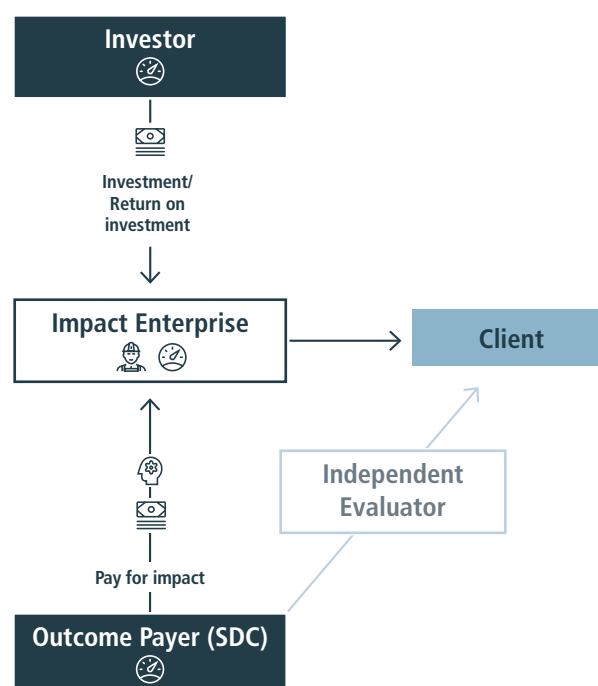 Investor
Investment/
Return on
investment
Impact Enterprise
Client
Independent
Evaluator
Pay for impact
Outcome Payer (SDC)